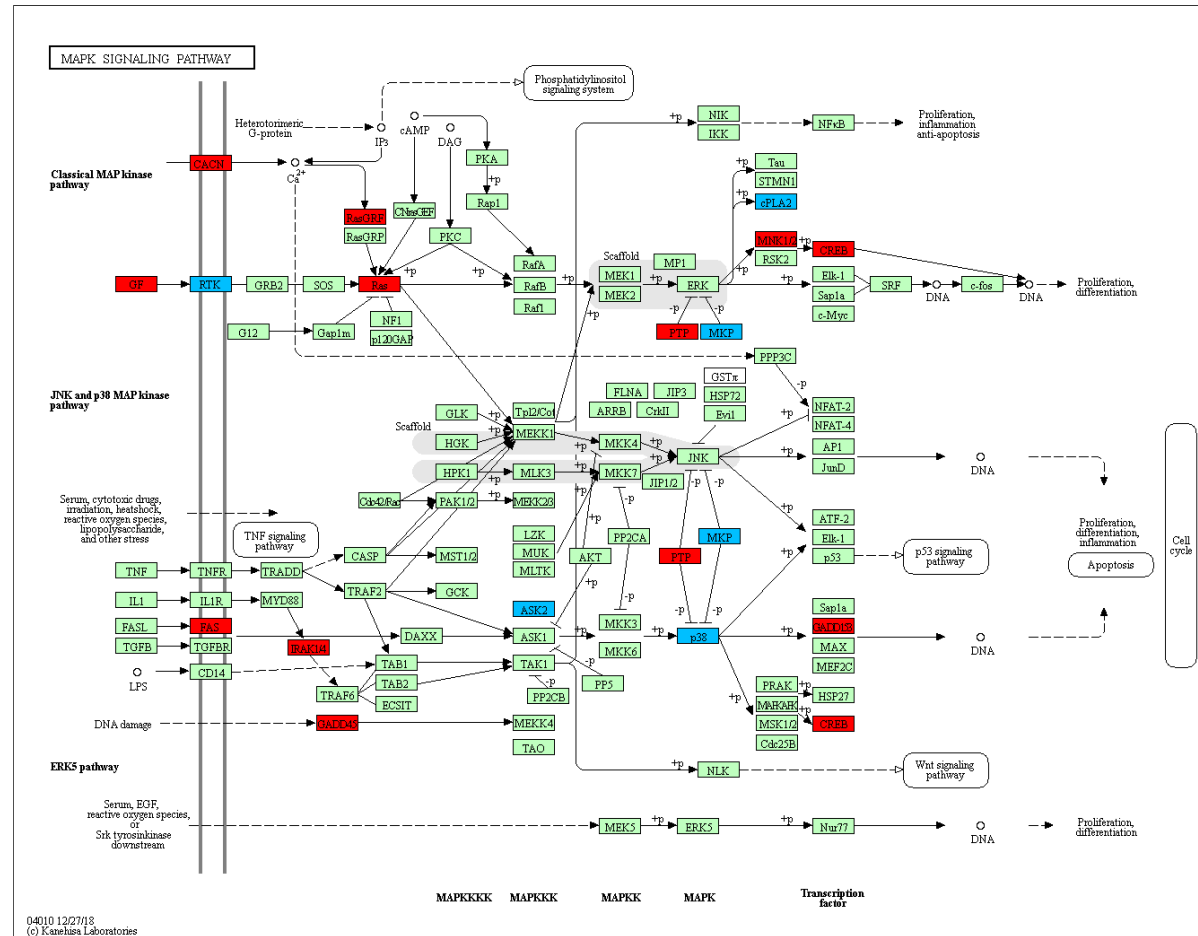 MAPK SIGNALING PATHWAY
Phosphatidylinositol
signaling system
Heterotorimeric
G-protein
IP3
cAMP
DAG
NIK
IKK
+p
NFκB
Proliferation,
inflammation
anti-apoptosis
CACN
Ca2+
PKA
+p
Rap1
Classical MAP kinase
pathway
RasGRF
RasGRP
CNrasGEF
PKC
Tau
STMN1
cPLA2
+p
+p
MNK1/2
RSK2
+p
CREB
RafA
RafB
Raf1
Scaffold
MEK1
MEK2
MP1
ERK
+p
+p
+p
+p
+p
+p
GF
RTK
GRB2
SOS
Ras
Elk-1
Sap1a
c-Myc
+p
SRF
DNA
c-fos
DNA
Proliferation,
differentiation
G12
Gap1m
NF1
p120GAP
-p
-p
PTP
MKP
+p
PPP3C
-p
JNK and p38 MAP kinase
pathway
GLK
HGK
HPK1
Scaffold
+p
+p
+p
Tpl2/Cot
MEKK1
MLK3
MEKK2/3
FLNA
JIP3
ARRB
CrkII
GSTπ
HSP72
Evi1
NFAT-2
NFAT-4
AP1
JunD
+p
+p
DNA
MKK4
MKK7
+p
+p
+p
+p
JNK
JIP1/2
Cdc42/Rac
PAK1/2
+p
+p
Serum, cytotoxic drugs,
irradiation, heatshock,
reactive oxygen species,
lipopolysaccharide,
and other stress
TNF signaling
pathway
LZK
MUK
MLTK
+p
-p
-p
-p
PP2CA
AKT
MKP
PTP
+p
ATF-2
Elk-1
p53
p53 signaling
pathway
Proliferation,
differentiation,
inflammation
Apoptosis
Cell
cycle
CASP
MST1/2
TNF
TNFR
TRADD
TRAF2
GCK
IL1
IL1R
MYD88
ASK2
+p
-p
-p
-p
+p
FASL
FAS
DAXX
ASK1
MKK3
MKK6
+p
+p
p38
Sap1a
GADD153
MAX
MEF2C
+p
DNA
TGFB
TGFBR
IRAK1/4
LPS
CD14
TAB1
TAB2
ECSIT
TRAF6
TAK1
-p
PP2CB
-p
PP5
+p
PRAK
MAPKAPK
MSK1/2
Cdc25B
+p
+p
HSP27
CREB
DNA damage
GADD45
MEKK4
TAO
ERK5 pathway
+p
NLK
Wnt signaling
pathway
Serum, EGF,
reactive oxygen species,
or
Srk tyrosinkinase
downstream
MEK5
+p
ERK5
+p
Nur77
DNA
Proliferation,
differentiation
MAPKKKK
MAPKKK
MAPKK
MAPK
Transcription
factor
04010 12/27/18
(c) Kanehisa Laboratories